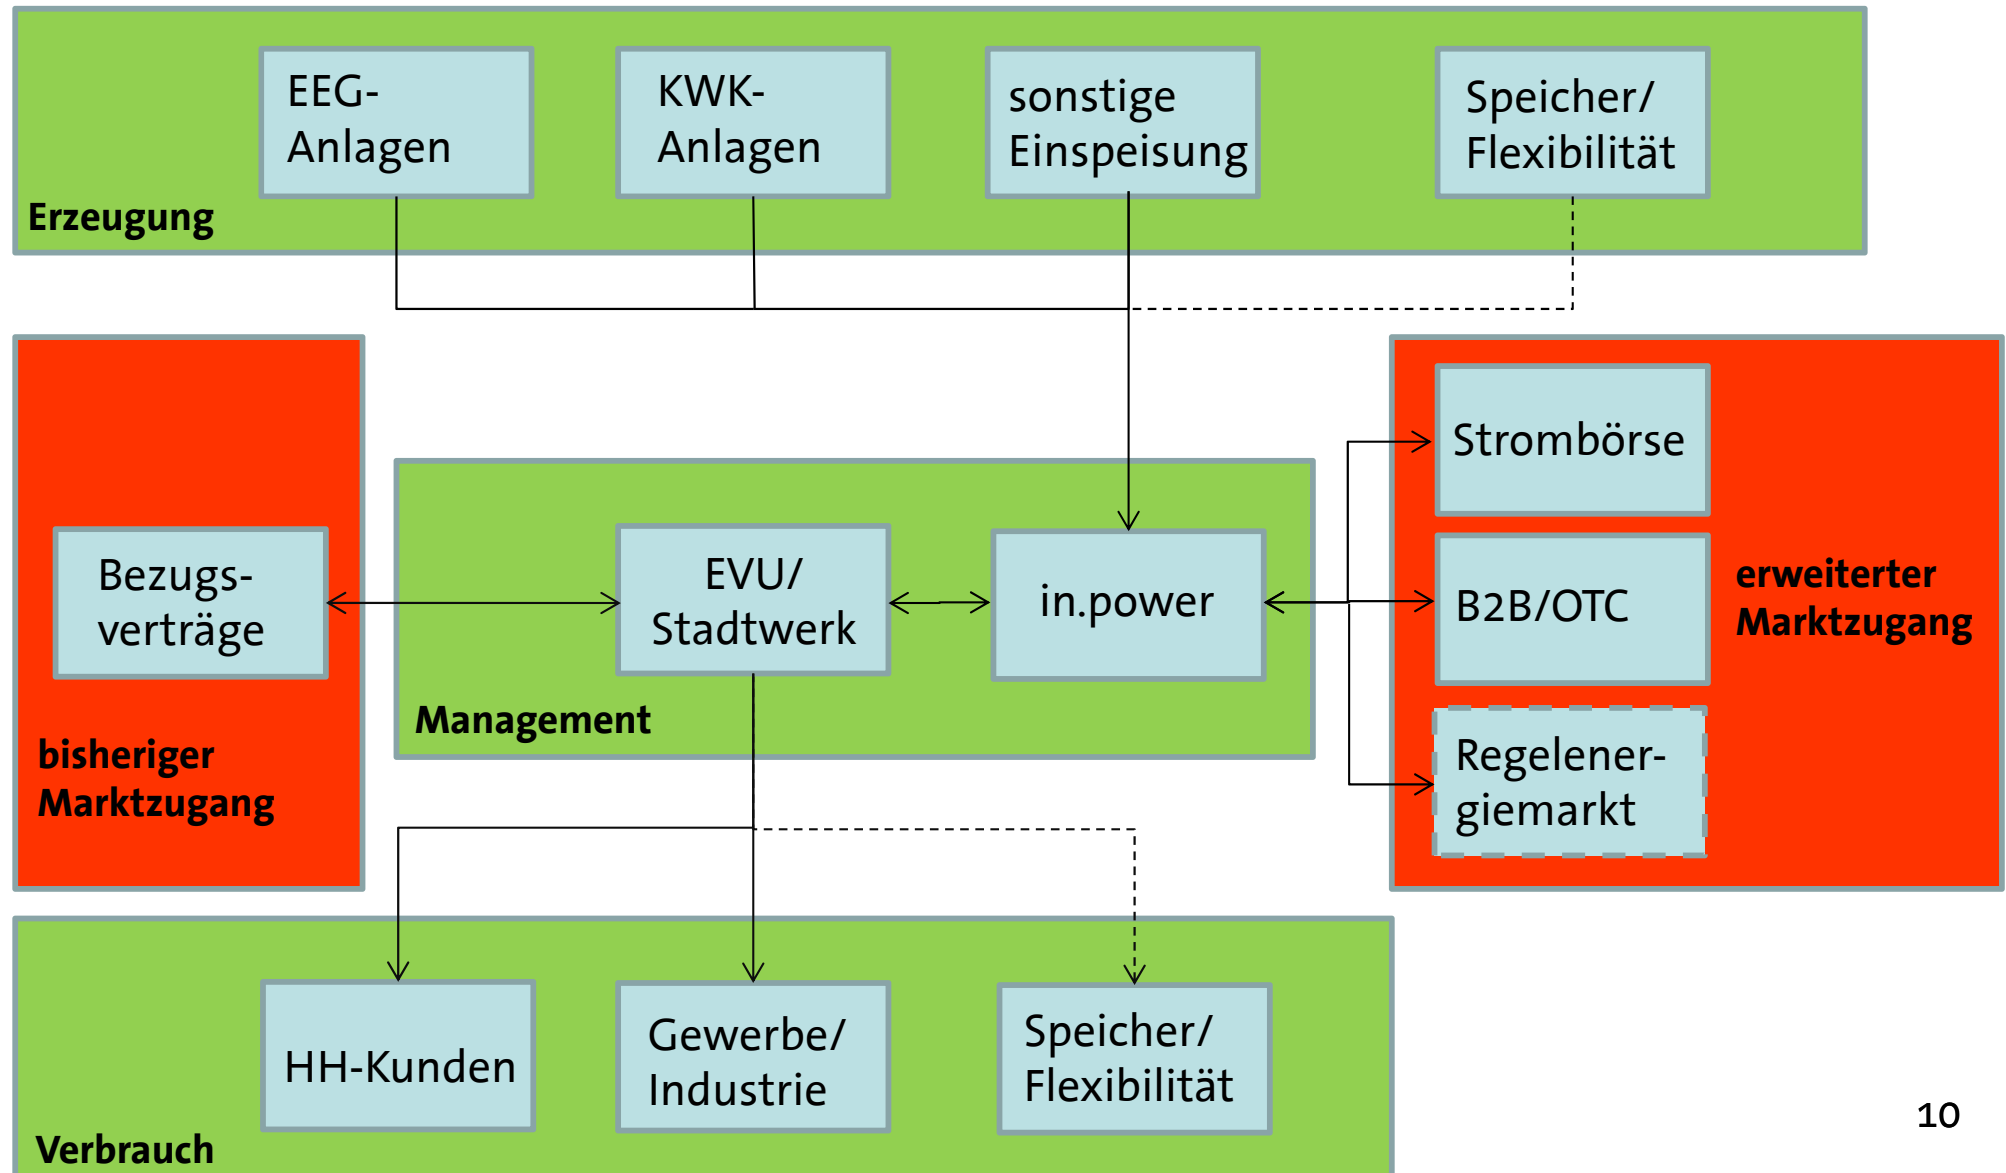 EEG-
Anlagen
KWK-
Anlagen
sonstige
Einspeisung
Speicher/
Flexibilität
Erzeugung
Bezugs-
verträge
bisheriger
Marktzugang
EVU/
Stadtwerk
in.power
Management
Strombörse
B2B/OTC
Regelener-
giemarkt
erweiterter
Marktzugang
HH-Kunden
Gewerbe/
Industrie
Speicher/
Flexibilität
Verbrauch
10